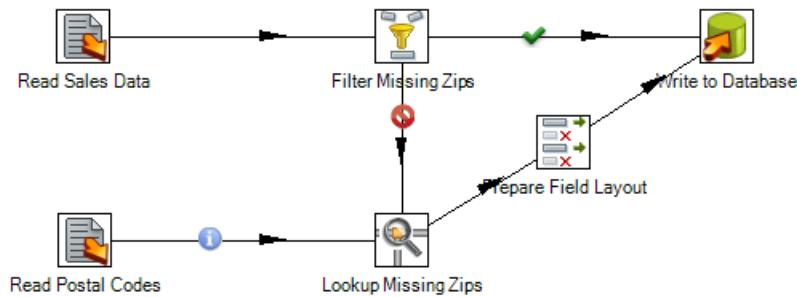 Read Sales Data
Filter Missing Zips
Write to Database
Prepare Field Layout
Read Postal Codes
Lookup Missing Zips